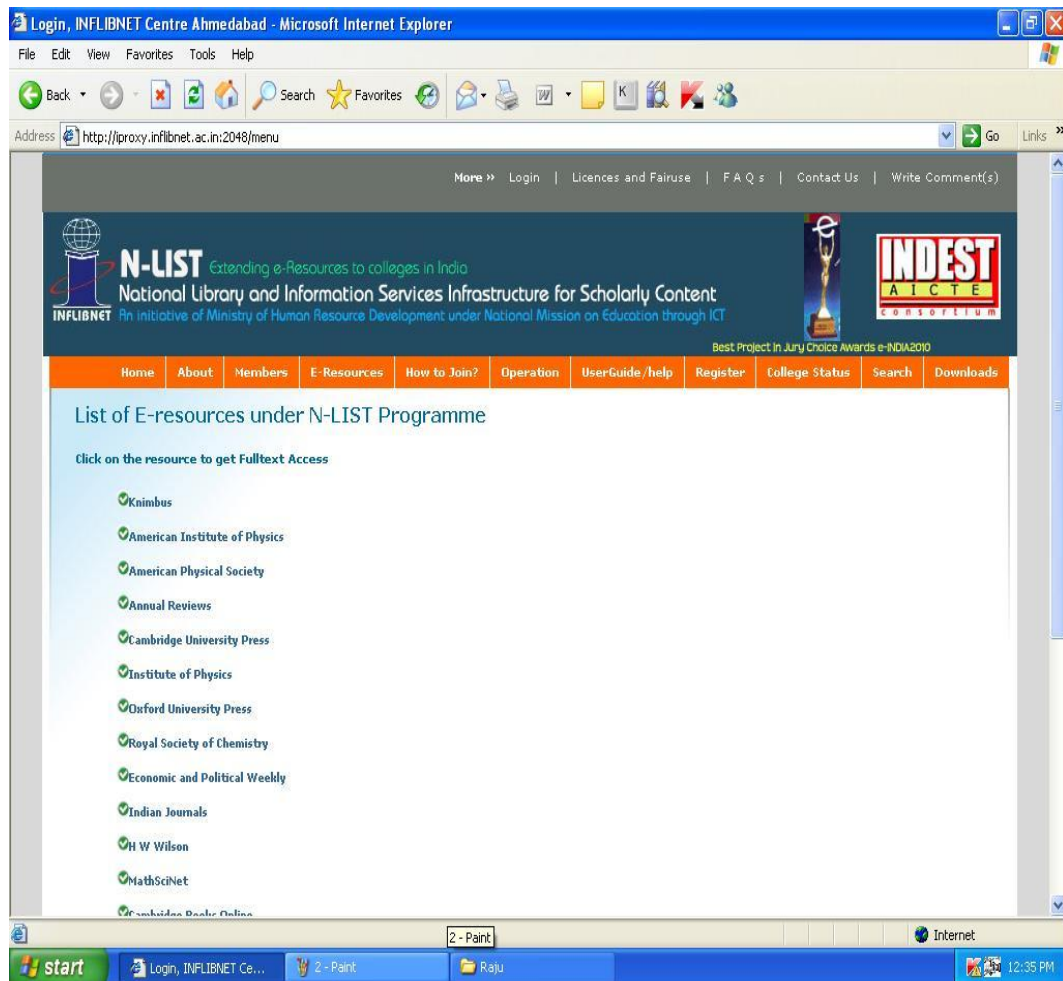 Login, INFLIBNET Centre Ahmedabad - Microsoft Internet Explorer
File Edit View Favorites Tools Help
Back Search Favorites
Address http://iproxy.inflibnet.ac.in:2048/menu Go Links »
More » Login | Licences and Fairuse | F A Q s | Contact Us | Write Comment(s)
N-LIST Extending e-Resources to colleges in India
National Library and Information Services Infrastructure for Scholarly Content
INFLIBNET An initiative of Ministry of Human Resource Development under National Mission on Education through ICT
INDEST
AICTE
consortium
Best Project In Jury Choice Awards e-INDIA2010
Home About Members E-Resources How to Join? Operation UserGuide/help Register College Status Search Downloads
List of E-resources under N-LIST Programme
Click on the resource to get Fulltext Access
Knimbus
American Institute of Physics
American Physical Society
Annual Reviews
Cambridge University Press
Institute of Physics
Oxford University Press
Royal Society of Chemistry
Economic and Political Weekly
Indian Journals
H W Wilson
MathSciNet
Cambridge Books Online
2 - Paint
Internet
start Login, INFLIBNET Ce... 2 - Paint Raju 12:35 PM